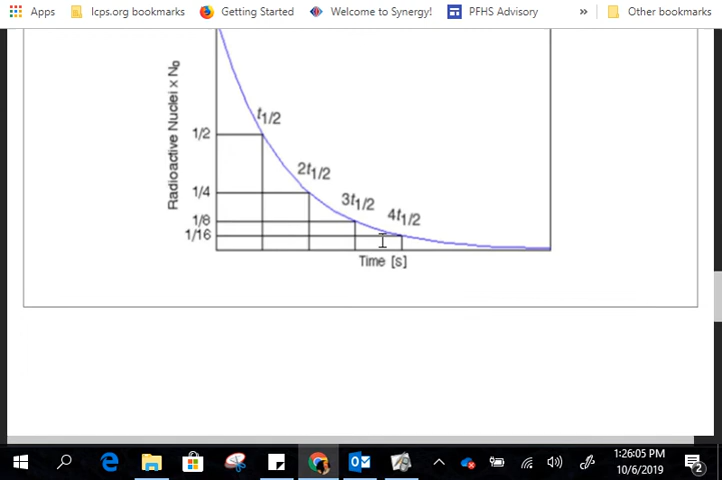 Apps lcps.org bookmarks Getting Started Welcome to Synergy! PFHS Advisory » Other bookmarks
Radioactive Nuclei x N₀
t1/2
1/2
2t1/2
1/4
3t1/2
4t1/2
1/8
1/16
Time [s]
1:26:05 PM
10/6/2019
2